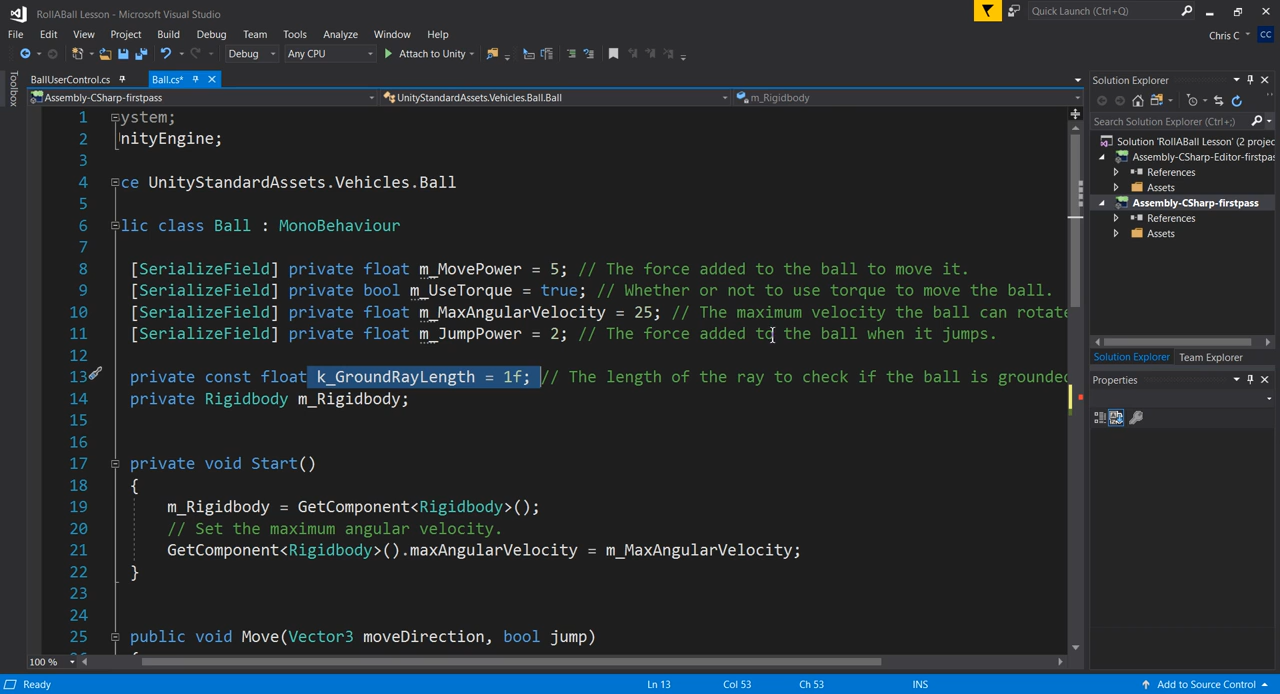 RollABall Lesson - Microsoft Visual Studio
Quick Launch (Ctrl+Q)
File Edit View Project Build Debug Team Tools Analyze Window Help
Chris C CC
Debug Any CPU Attach to Unity
Toolbox
BallUserControl.cs Ball.cs*
Assembly-CSharp-firstpass UnityStandardAssets.Vehicles.Ball.Ball m_Rigidbody
1 ystem;
2 nityEngine;
3
4 ce UnityStandardAssets.Vehicles.Ball
5
6 lic class Ball : MonoBehaviour
7
8 [SerializeField] private float m_MovePower = 5; // The force added to the ball to move it.
9 [SerializeField] private bool m_UseTorque = true; // Whether or not to use torque to move the ball.
10 [SerializeField] private float m_MaxAngularVelocity = 25; // The maximum velocity the ball can rotate
11 [SerializeField] private float m_JumpPower = 2; // The force added to the ball when it jumps.
12
13 private const float k_GroundRayLength = 1f; // The length of the ray to check if the ball is grounded
14 private Rigidbody m_Rigidbody;
15
16
17 private void Start()
18 {
19 m_Rigidbody = GetComponent<Rigidbody>();
20 // Set the maximum angular velocity.
21 GetComponent<Rigidbody>().maxAngularVelocity = m_MaxAngularVelocity;
22 }
23
24
25 public void Move(Vector3 moveDirection, bool jump)
100 %
Solution Explorer
Search Solution Explorer (Ctrl+;)
Solution 'RollABall Lesson' (2 projec
Assembly-CSharp-Editor-firstpas
References
Assets
Assembly-CSharp-firstpass
References
Assets
Solution Explorer Team Explorer
Properties
Ready Ln 13 Col 53 Ch 53 INS Add to Source Control